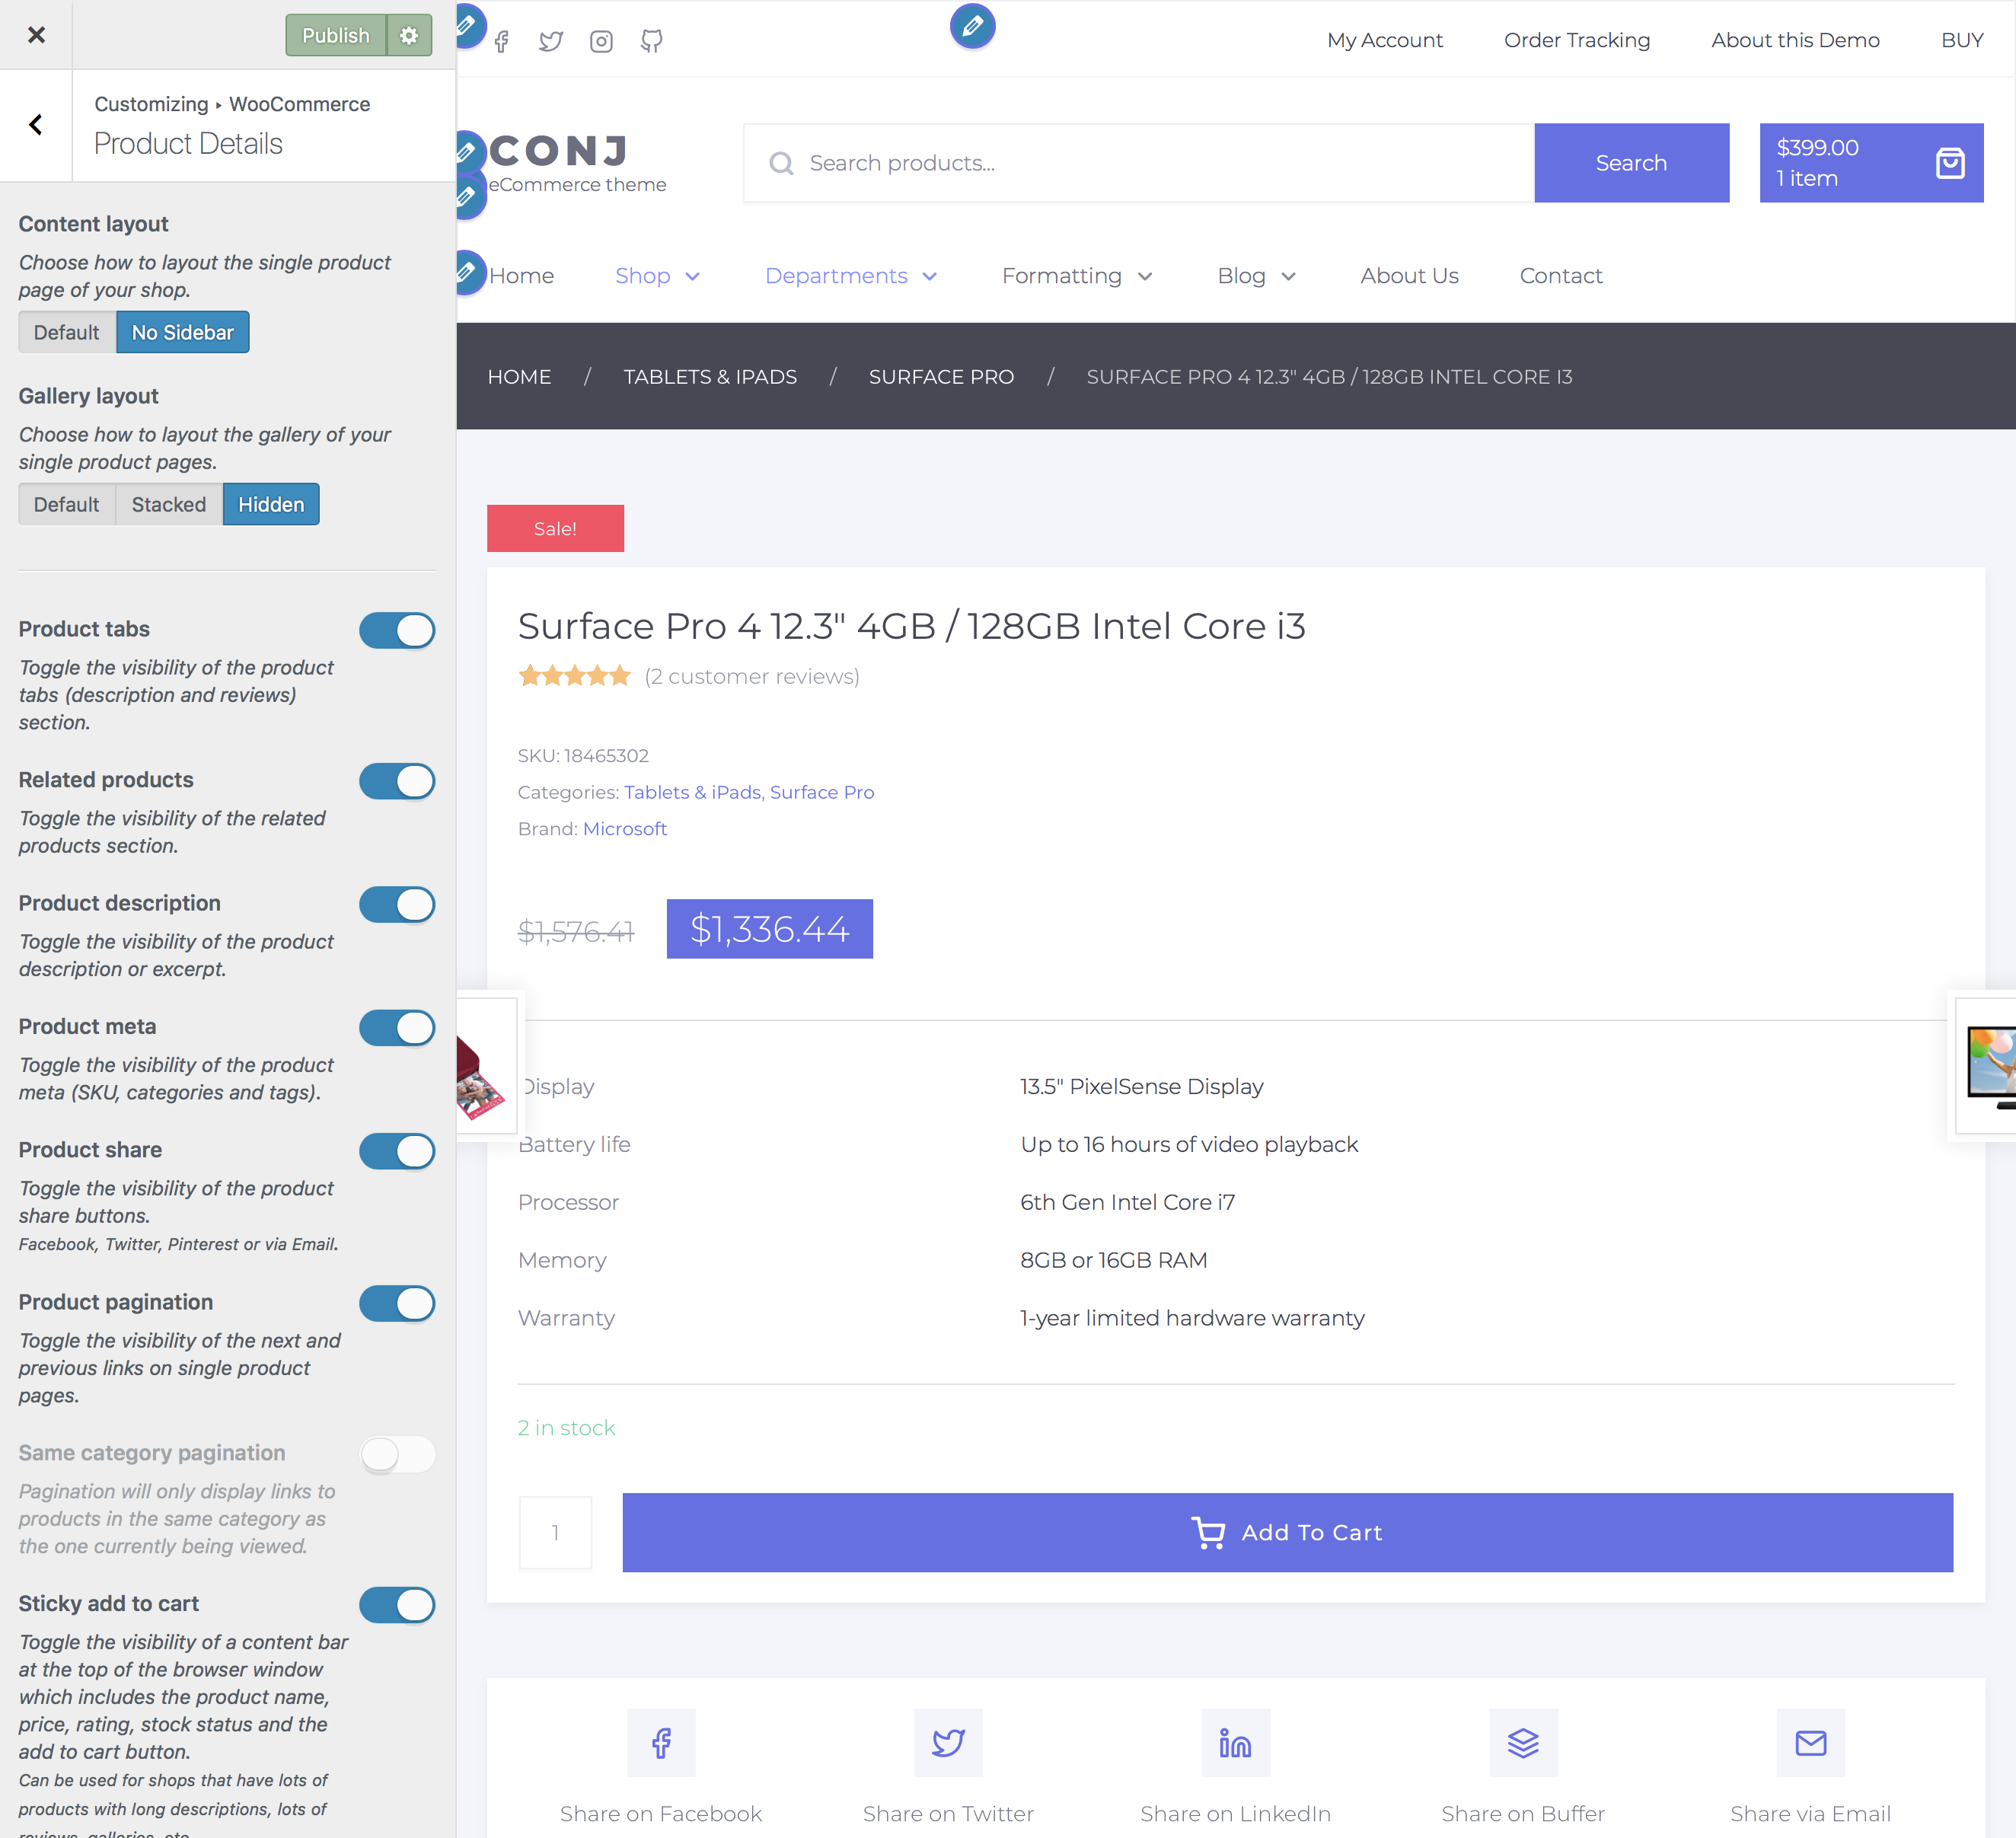 Publish
Customizing ▸ WooCommerce
Product Details
Content layout
Choose how to layout the single product
page of your shop.
Default No Sidebar
Gallery layout
Choose how to layout the gallery of your
single product pages.
Default Stacked Hidden
Product tabs
Toggle the visibility of the product
tabs (description and reviews)
section.
Related products
Toggle the visibility of the related
products section.
Product description
Toggle the visibility of the product
description or excerpt.
Product meta
Toggle the visibility of the product
meta (SKU, categories and tags).
Product share
Toggle the visibility of the product
share buttons.
Facebook, Twitter, Pinterest or via Email.
Product pagination
Toggle the visibility of the next and
previous links on single product
pages.
Same category pagination
Pagination will only display links to
products in the same category as
the one currently being viewed.
Sticky add to cart
Toggle the visibility of a content bar
at the top of the browser window
which includes the product name,
price, rating, stock status and the
add to cart button.
Can be used for shops that have lots of
products with long descriptions, lots of
reviews, galleries, etc.
My Account Order Tracking About this Demo BUY
CONJ
eCommerce theme
Search products...
Search
$399.00
1 item
Home Shop Departments Formatting Blog About Us Contact
HOME / TABLETS & IPADS / SURFACE PRO / SURFACE PRO 4 12.3" 4GB / 128GB INTEL CORE I3
Sale!
Surface Pro 4 12.3" 4GB / 128GB Intel Core i3
(2 customer reviews)
SKU: 18465302
Categories: Tablets & iPads, Surface Pro
Brand: Microsoft
$1,576.41 $1,336.44
Display 13.5" PixelSense Display
Battery life Up to 16 hours of video playback
Processor 6th Gen Intel Core i7
Memory 8GB or 16GB RAM
Warranty 1-year limited hardware warranty
2 in stock
1
Add To Cart
Share on Facebook Share on Twitter Share on LinkedIn Share on Buffer Share via Email